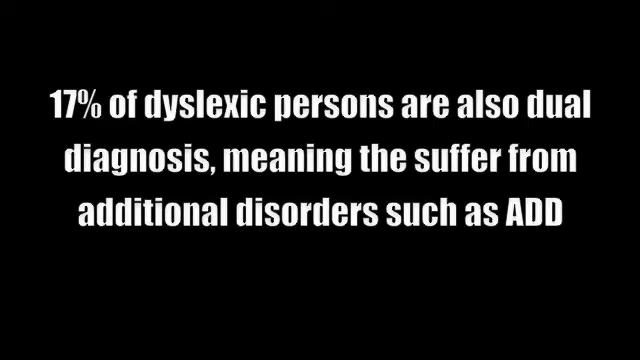 17% of dyslexic persons are also dual
diagnosis, meaning the suffer from
additional disorders such as ADD